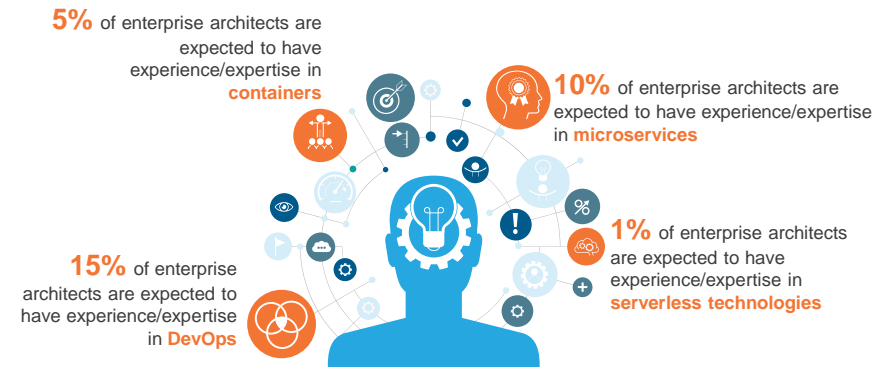 5% of enterprise architects are
expected to have
experience/expertise in
containers
10% of enterprise architects are
expected to have experience/expertise
in microservices
1% of enterprise architects
are expected to have
experience/expertise in
serverless technologies
15% of enterprise
architects are expected to
have experience/expertise
in DevOps